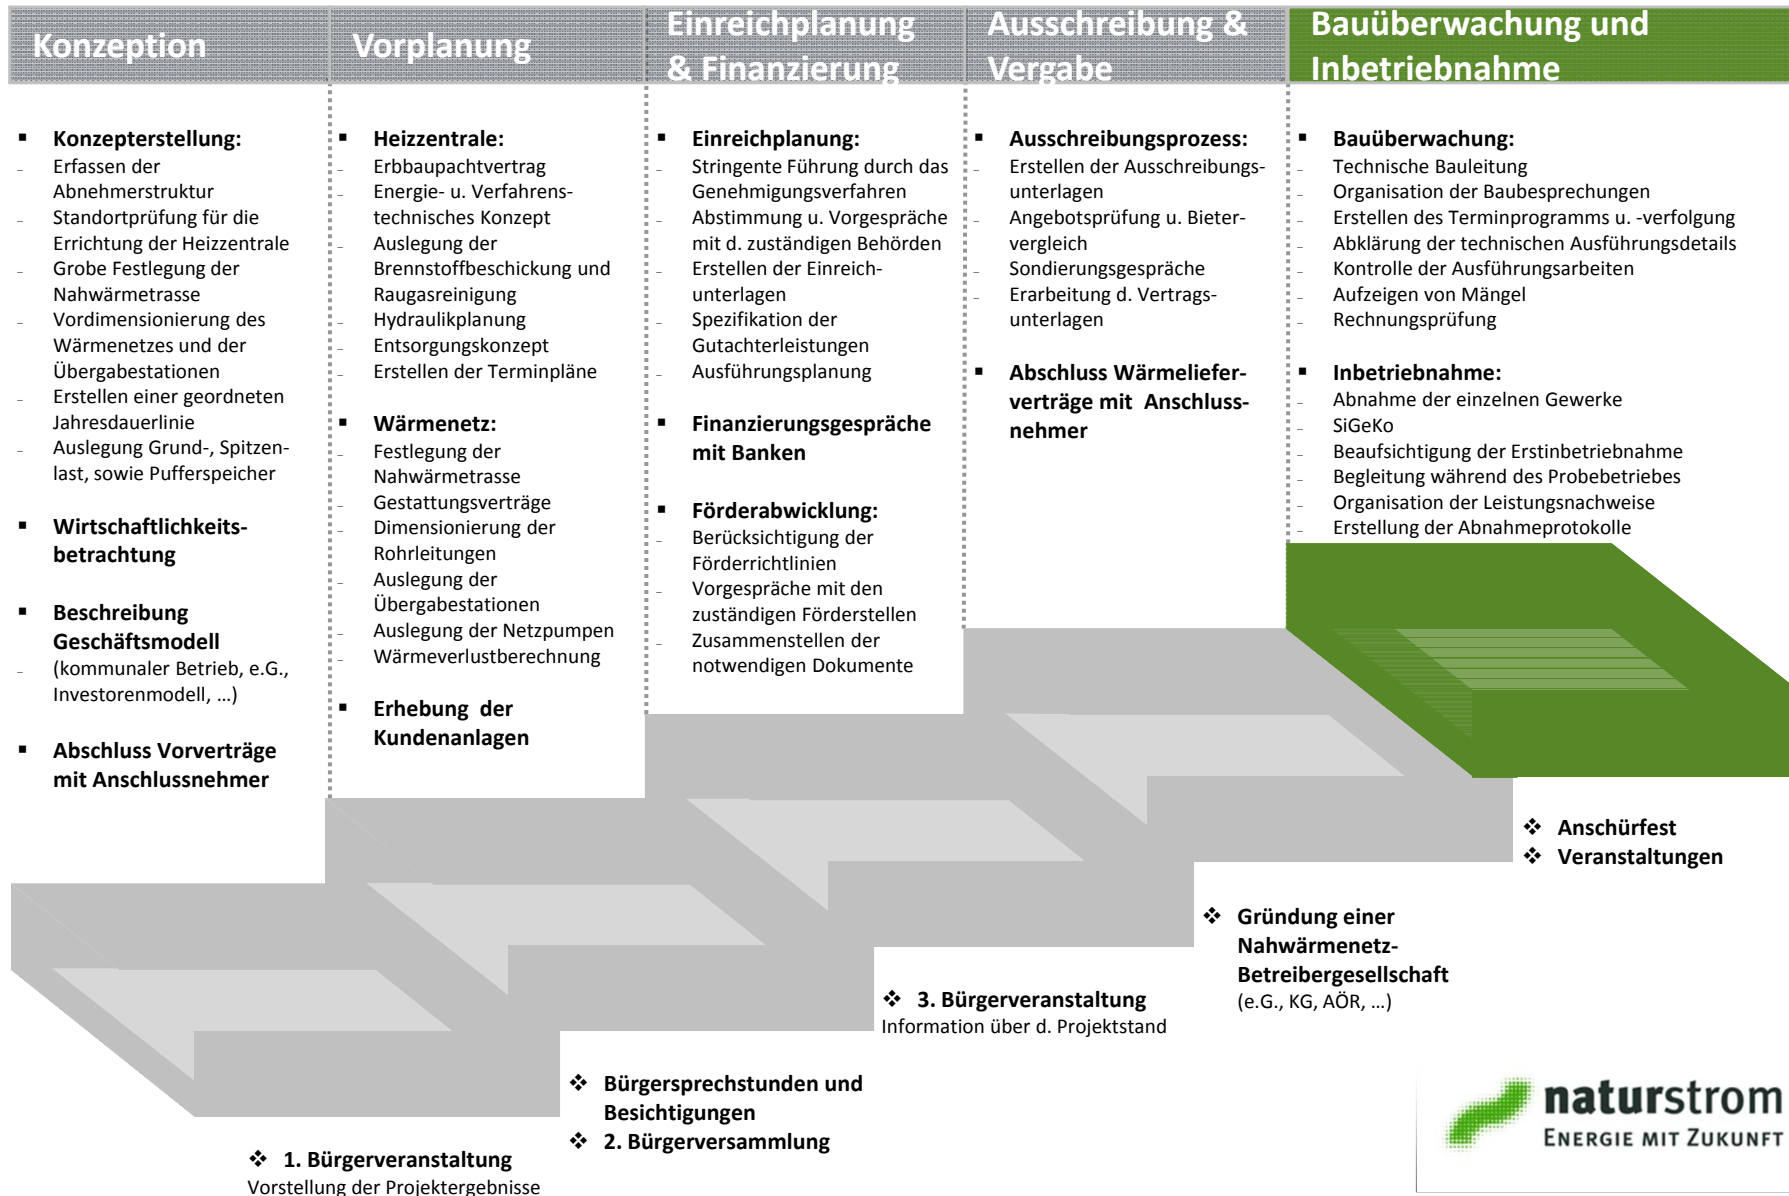 Konzeption
Vorplanung
Einreichplanung
& Finanzierung
Ausschreibung &
Vergabe
Bauüberwachung und
Inbetriebnahme
▪ Konzepterstellung:
– Erfassen der
Abnehmerstruktur
– Standortprüfung für die
Errichtung der Heizzentrale
– Grobe Festlegung der
Nahwärmetrasse
– Vordimensionierung des
Wärmenetzes und der
Übergabestationen
– Erstellen einer geordneten
Jahresdauerlinie
– Auslegung Grund-, Spitzen-
last, sowie Pufferspeicher
▪ Wirtschaftlichkeits-
betrachtung
▪ Beschreibung
Geschäftsmodell
– (kommunaler Betrieb, e.G.,
Investorenmodell, …)
▪ Abschluss Vorverträge
mit Anschlussnehmer
▪ Heizzentrale:
– Erbbaupachtvertrag
– Energie- u. Verfahrens-
technisches Konzept
– Auslegung der
Brennstoffbeschickung und
Raugasreinigung
– Hydraulikplanung
– Entsorgungskonzept
– Erstellen der Terminpläne
▪ Wärmenetz:
– Festlegung der
Nahwärmetrasse
– Gestattungsverträge
– Dimensionierung der
Rohrleitungen
– Auslegung der
Übergabestationen
– Auslegung der Netzpumpen
– Wärmeverlustberechnung
▪ Erhebung der
Kundenanlagen
▪ Einreichplanung:
– Stringente Führung durch das
Genehmigungsverfahren
– Abstimmung u. Vorgespräche
mit d. zuständigen Behörden
– Erstellen der Einreich-
unterlagen
– Spezifikation der
Gutachterleistungen
– Ausführungsplanung
▪ Finanzierungsgespräche
mit Banken
▪ Förderabwicklung:
– Berücksichtigung der
Förderrichtlinien
– Vorgespräche mit den
zuständigen Förderstellen
– Zusammenstellen der
notwendigen Dokumente
▪ Ausschreibungsprozess:
– Erstellen der Ausschreibungs-
unterlagen
– Angebotsprüfung u. Bieter-
vergleich
– Sondierungsgespräche
– Erarbeitung d. Vertrags-
unterlagen
▪ Abschluss Wärmeliefer-
verträge mit Anschluss-
nehmer
▪ Bauüberwachung:
– Technische Bauleitung
– Organisation der Baubesprechungen
– Erstellen des Terminprogramms u. -verfolgung
– Abklärung der technischen Ausführungsdetails
– Kontrolle der Ausführungsarbeiten
– Aufzeigen von Mängel
– Rechnungsprüfung
▪ Inbetriebnahme:
– Abnahme der einzelnen Gewerke
– SiGeKo
– Beaufsichtigung der Erstinbetriebnahme
– Begleitung während des Probebetriebes
– Organisation der Leistungsnachweise
– Erstellung der Abnahmeprotokolle
❖ 1. Bürgerveranstaltung
Vorstellung der Projektergebnisse
❖ Bürgersprechstunden und
Besichtigungen
❖ 2. Bürgerversammlung
❖ 3. Bürgerveranstaltung
Information über d. Projektstand
❖ Gründung einer
Nahwärmenetz-
Betreibergesellschaft
(e.G., KG, AÖR, …)
❖ Anschürfest
❖ Veranstaltungen
naturstrom
ENERGIE MIT ZUKUNFT